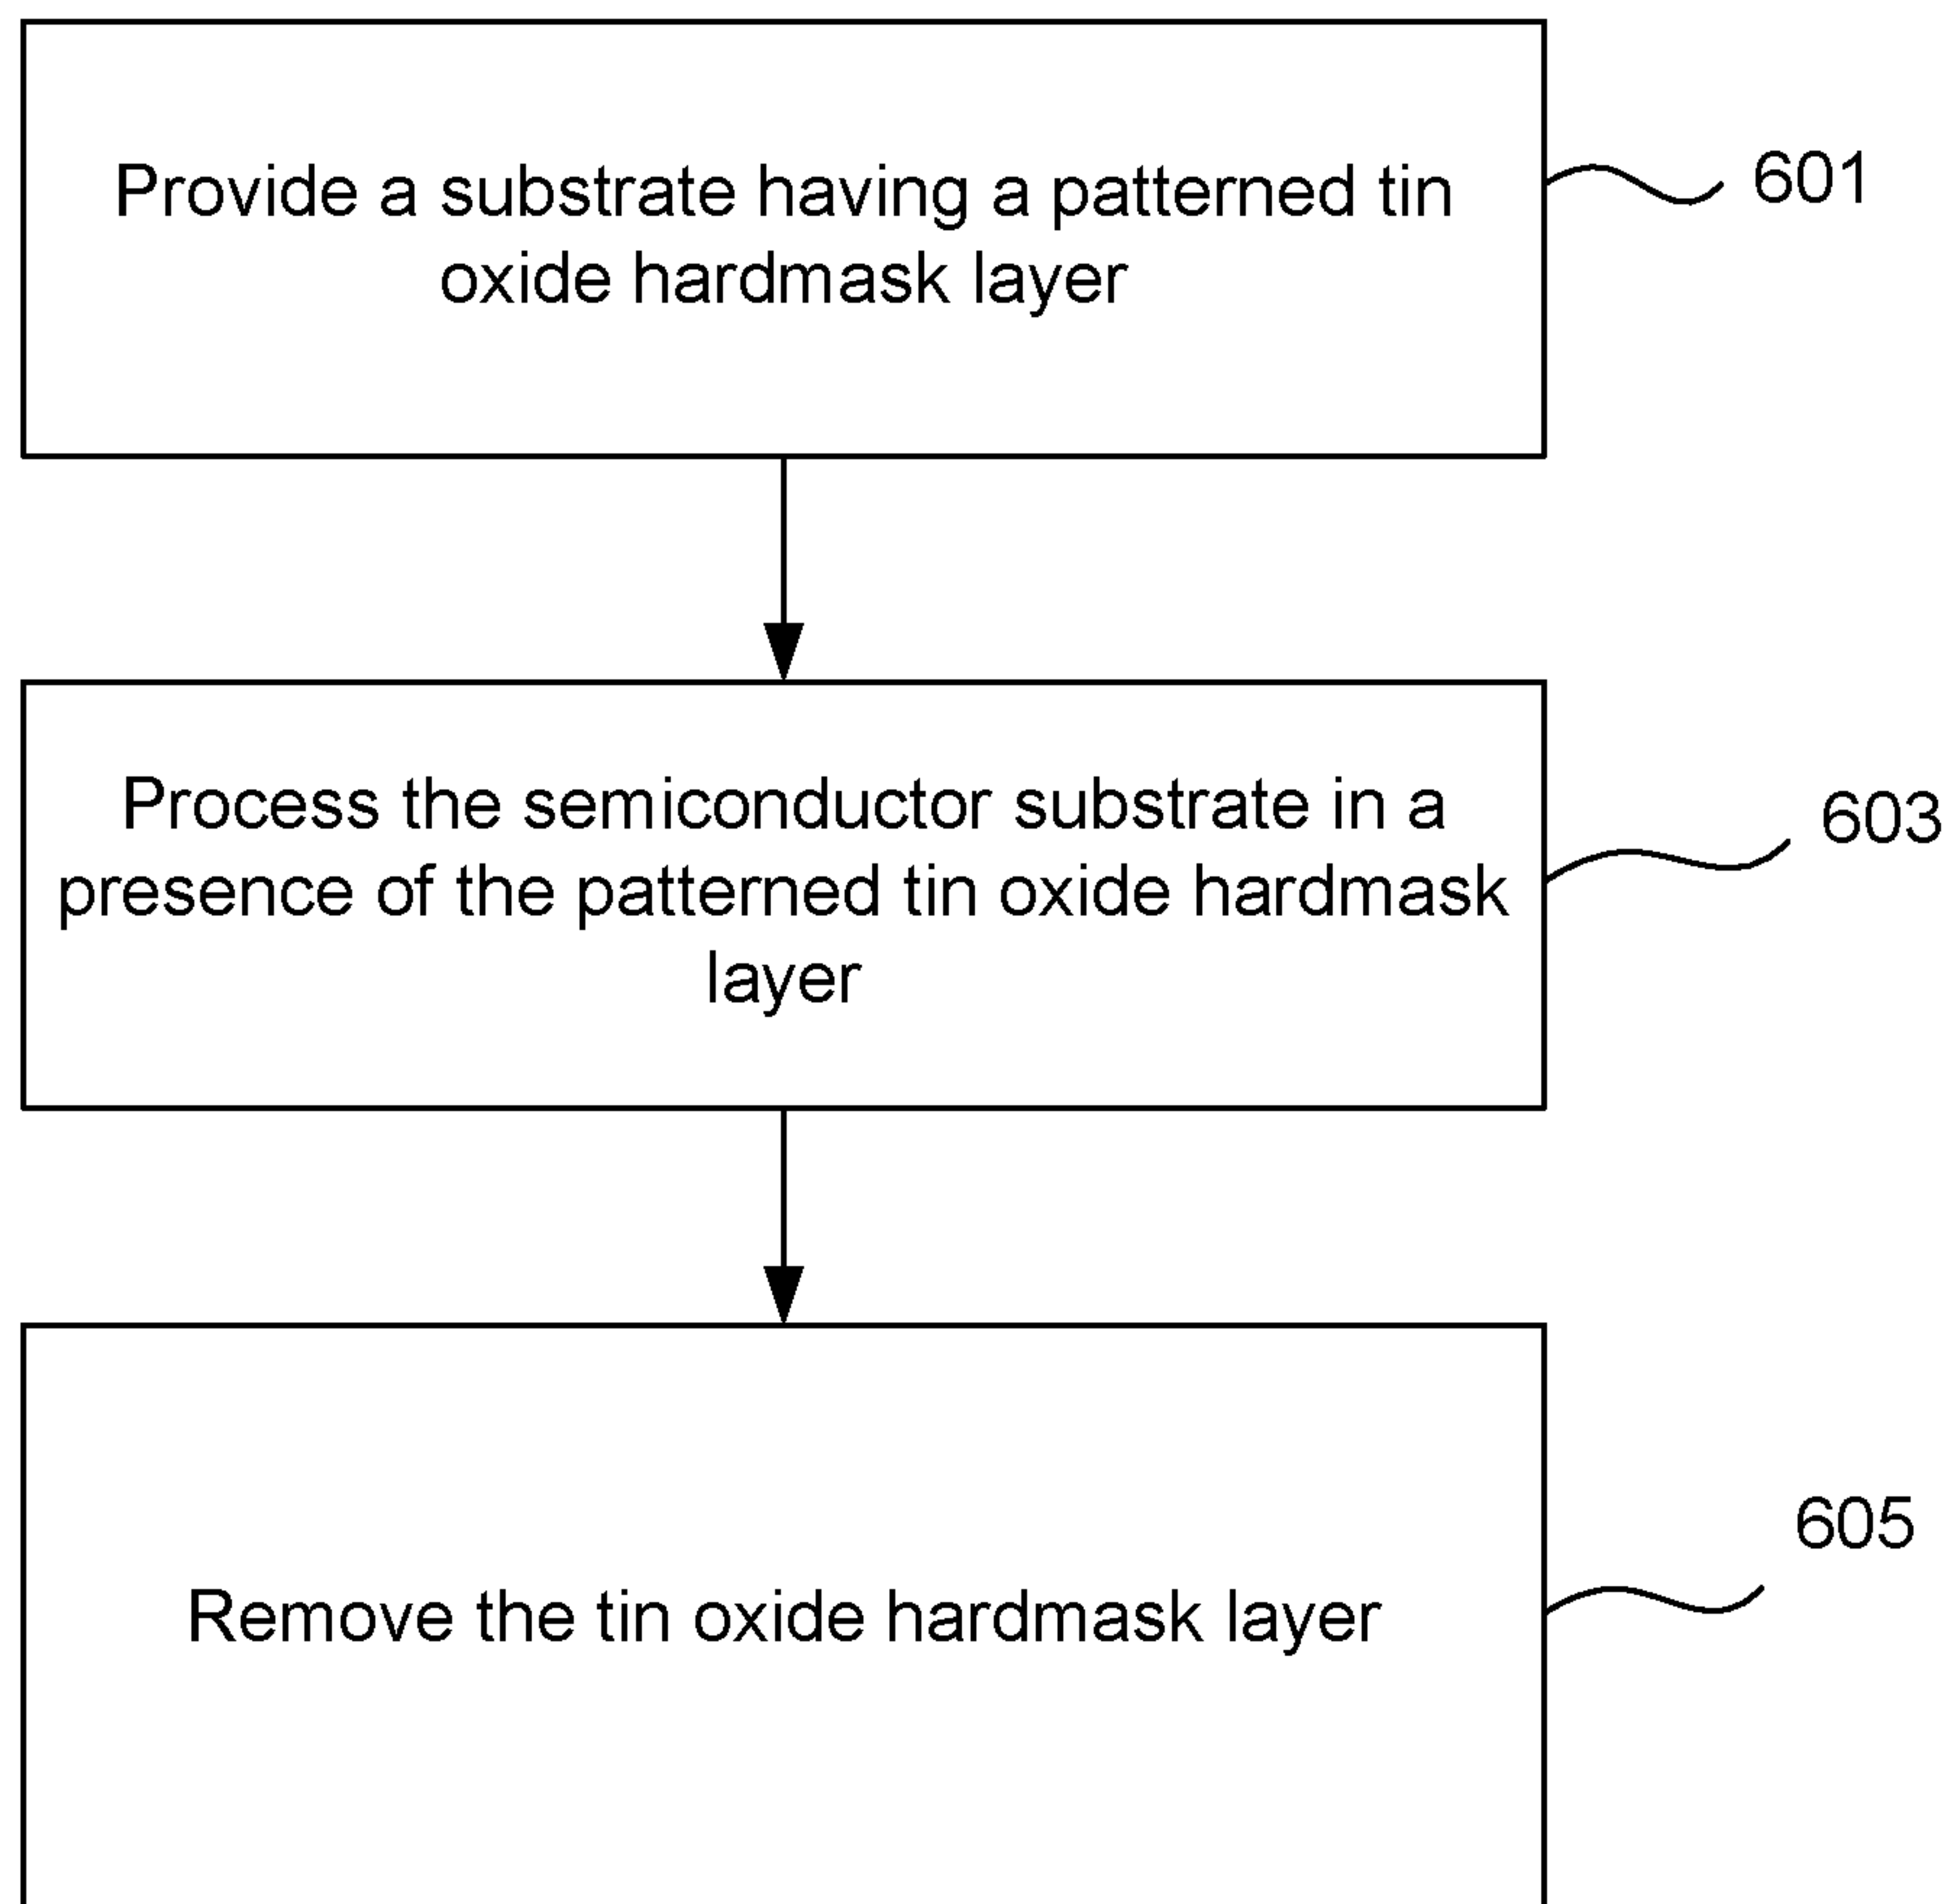 Provide a substrate having a patterned tin
oxide hardmask layer
601
Process the semiconductor substrate in a
presence of the patterned tin oxide hardmask
layer
603
Remove the tin oxide hardmask layer
605